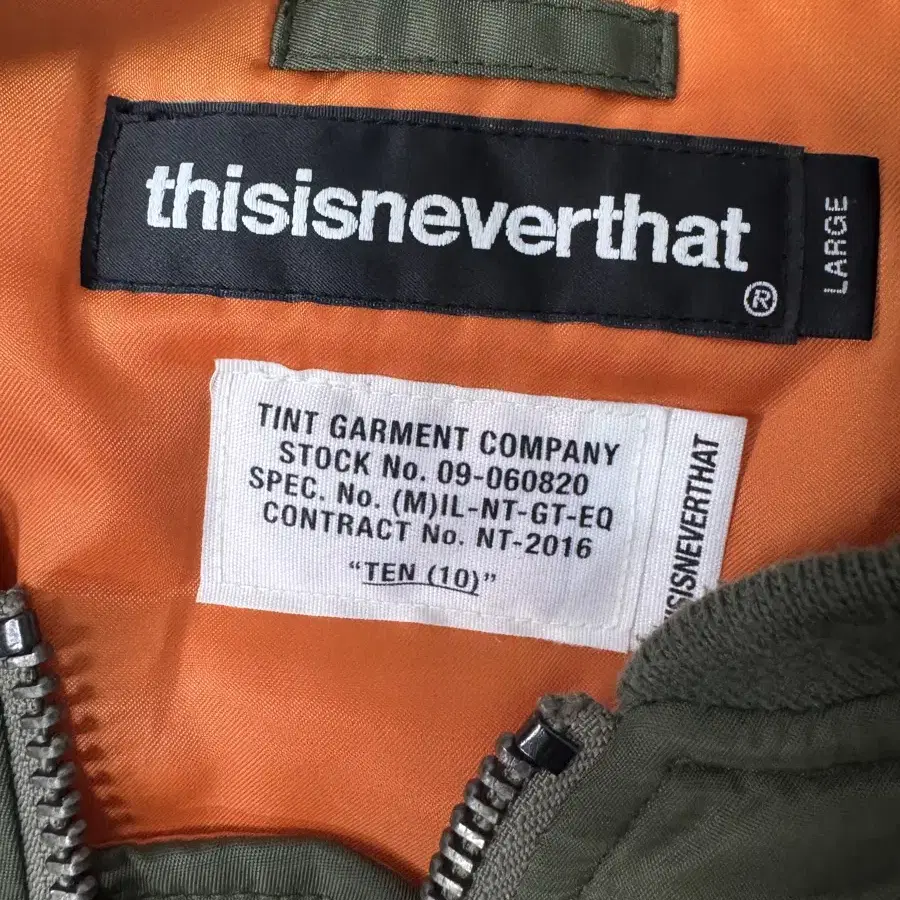 thisisneverthat
®
LARGE
TINT GARMENT COMPANY
STOCK No. 09-060820
SPEC. No. (M)IL-NT-GT-EQ
CONTRACT No. NT-2016
“TEN (10)”
ISISNEVERTHAT